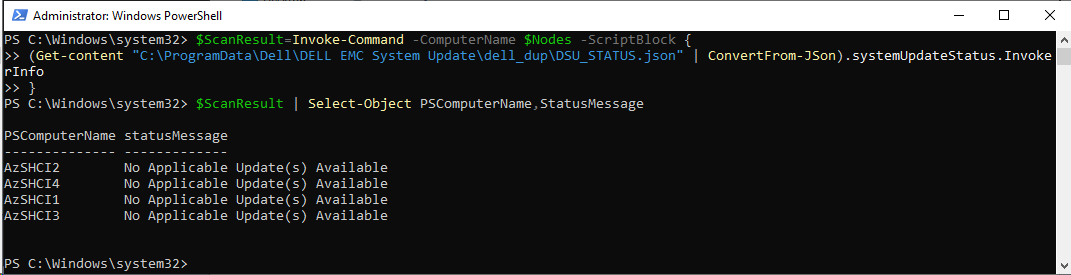 Administrator: Windows PowerShell
PS C:\Windows\system32> $ScanResult=Invoke-Command -ComputerName $Nodes -ScriptBlock {
>> (Get-content "C:\ProgramData\Dell\DELL EMC System Update\dell_dup\DSU_STATUS.json" | ConvertFrom-JSon).systemUpdateStatus.Invoke
rInfo
>> }
PS C:\Windows\system32> $ScanResult | Select-Object PSComputerName,StatusMessage
PSComputerName statusMessage
-------------- -------------
AzSHCI2 No Applicable Update(s) Available
AzSHCI4 No Applicable Update(s) Available
AzSHCI1 No Applicable Update(s) Available
AzSHCI3 No Applicable Update(s) Available
PS C:\Windows\system32>